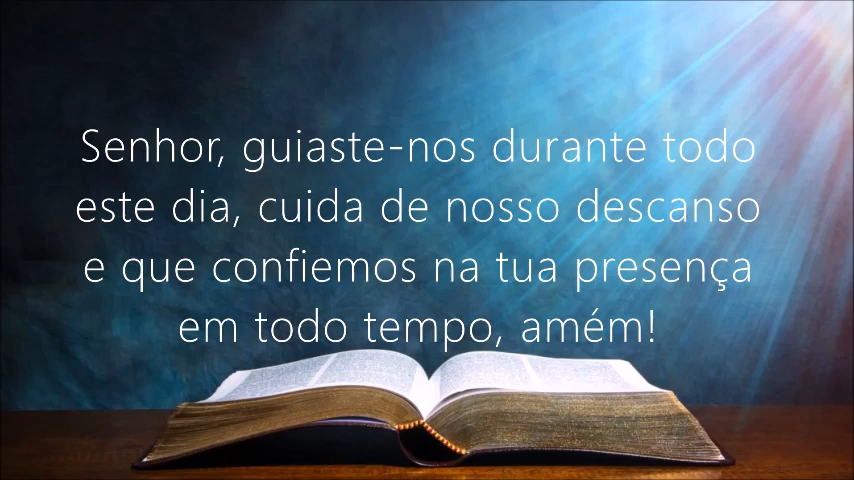 Senhor, guiaste-nos durante todo
este dia, cuida de nosso descanso
e que confiemos na tua presença
em todo tempo, amém!